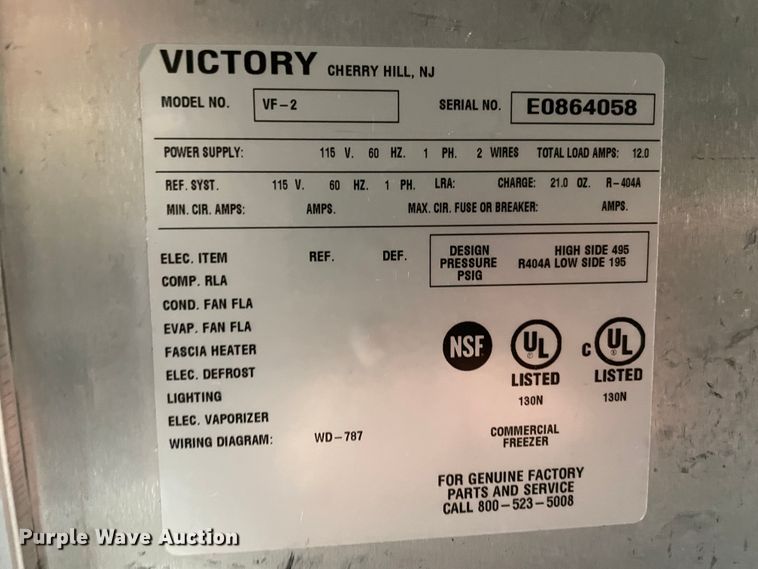 VICTORY CHERRY HILL, NJ
MODEL NO. VF-2 SERIAL NO. E0864058
POWER SUPPLY: 115 V. 60 HZ. 1 PH. 2 WIRES TOTAL LOAD AMPS: 12.0
REF. SYST. 115 V. 60 HZ. 1 PH. LRA: CHARGE: 21.0 OZ. R-404A
MIN. CIR. AMPS: AMPS. MAX. CIR. FUSE OR BREAKER: AMPS.
ELEC. ITEM REF. DEF.
COMP. RLA
COND. FAN FLA
EVAP. FAN FLA
FASCIA HEATER
ELEC. DEFROST
LIGHTING
ELEC. VAPORIZER
WIRING DIAGRAM: WD-787
DESIGN
PRESSURE
PSIG
HIGH SIDE 495
R404A LOW SIDE 195
NSF
UL
LISTED
130N
C UL
LISTED
130N
COMMERCIAL
FREEZER
FOR GENUINE FACTORY
PARTS AND SERVICE
CALL 800-523-5008
Purple Wave Auction